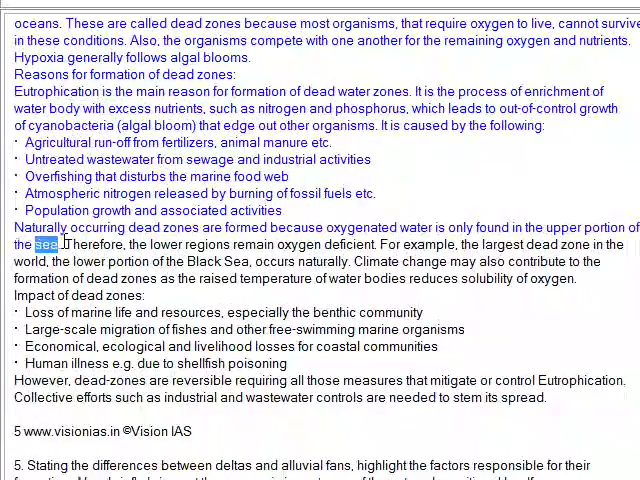 oceans. These are called dead zones because most organisms, that require oxygen to live, cannot survive
in these conditions. Also, the organisms compete with one another for the remaining oxygen and nutrients.
Hypoxia generally follows algal blooms.
Reasons for formation of dead zones:
Eutrophication is the main reason for formation of dead water zones. It is the process of enrichment of
water body with excess nutrients, such as nitrogen and phosphorus, which leads to out-of-control growth
of cyanobacteria (algal bloom) that edge out other organisms. It is caused by the following:
· Agricultural run-off from fertilizers, animal manure etc.
· Untreated wastewater from sewage and industrial activities
· Overfishing that disturbs the marine food web
· Atmospheric nitrogen released by burning of fossil fuels etc.
· Population growth and associated activities
Naturally occurring dead zones are formed because oxygenated water is only found in the upper portion of
the sea. Therefore, the lower regions remain oxygen deficient. For example, the largest dead zone in the
world, the lower portion of the Black Sea, occurs naturally. Climate change may also contribute to the
formation of dead zones as the raised temperature of water bodies reduces solubility of oxygen.
Impact of dead zones:
· Loss of marine life and resources, especially the benthic community
· Large-scale migration of fishes and other free-swimming marine organisms
· Economical, ecological and livelihood losses for coastal communities
· Human illness e.g. due to shellfish poisoning
However, dead-zones are reversible requiring all those measures that mitigate or control Eutrophication.
Collective efforts such as industrial and wastewater controls are needed to stem its spread.
5 www.visionias.in ©Vision IAS
5. Stating the differences between deltas and alluvial fans, highlight the factors responsible for their